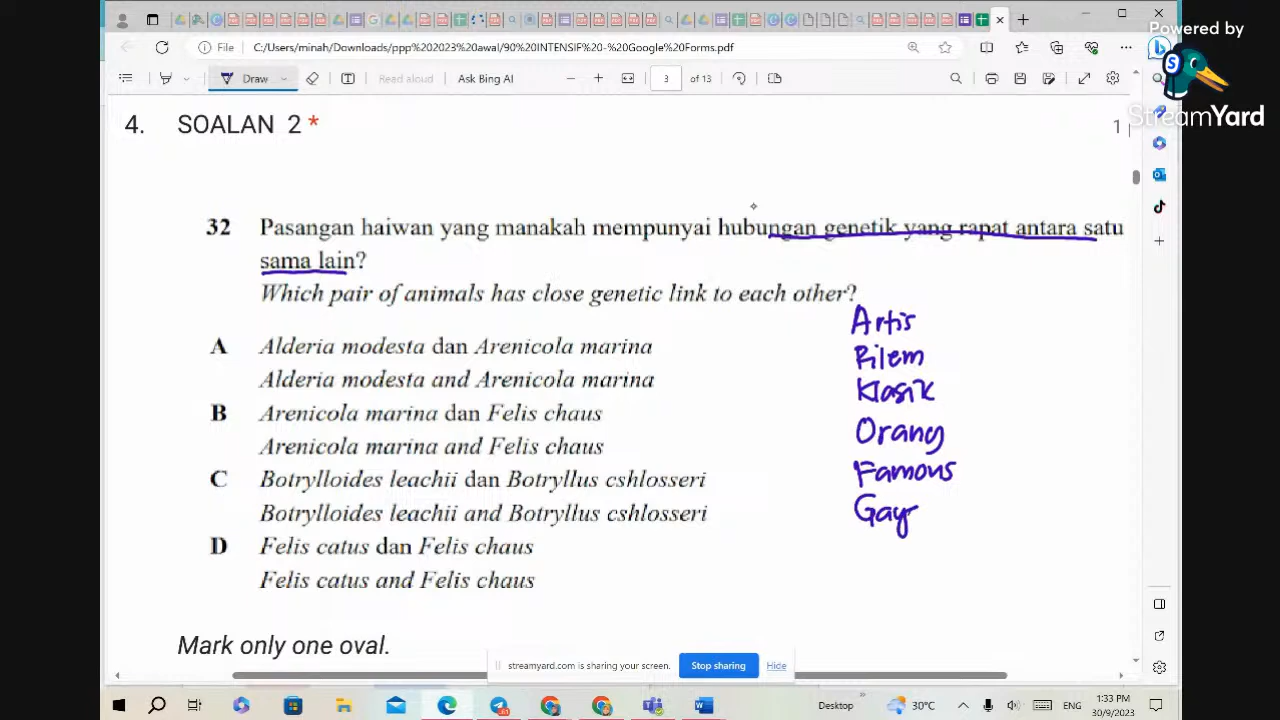 Powered by
StreamYard
File C:/Users/minah/Downloads/ppp%202023%20awal/90%20INTENSIF%20-%20Google%20Forms.pdf
Draw Read aloud Ask Bing AI 3 of 13
4. SOALAN 2 *
1
32 Pasangan haiwan yang manakah mempunyai hubungan genetik yang rapat antara satu
sama lain?
Which pair of animals has close genetic link to each other?
A Alderia modesta dan Arenicola marina
Alderia modesta and Arenicola marina
B Arenicola marina dan Felis chaus
Arenicola marina and Felis chaus
C Botrylloides leachii dan Botryllus cshlosseri
Botrylloides leachii and Botryllus cshlosseri
D Felis catus dan Felis chaus
Felis catus and Felis chaus
Artis
Rilem
Klasik
Orang
Famous
Gay
Mark only one oval.
streamyard.com is sharing your screen. Stop sharing Hide
Desktop 30°C 1:33 PM
30/9/2023